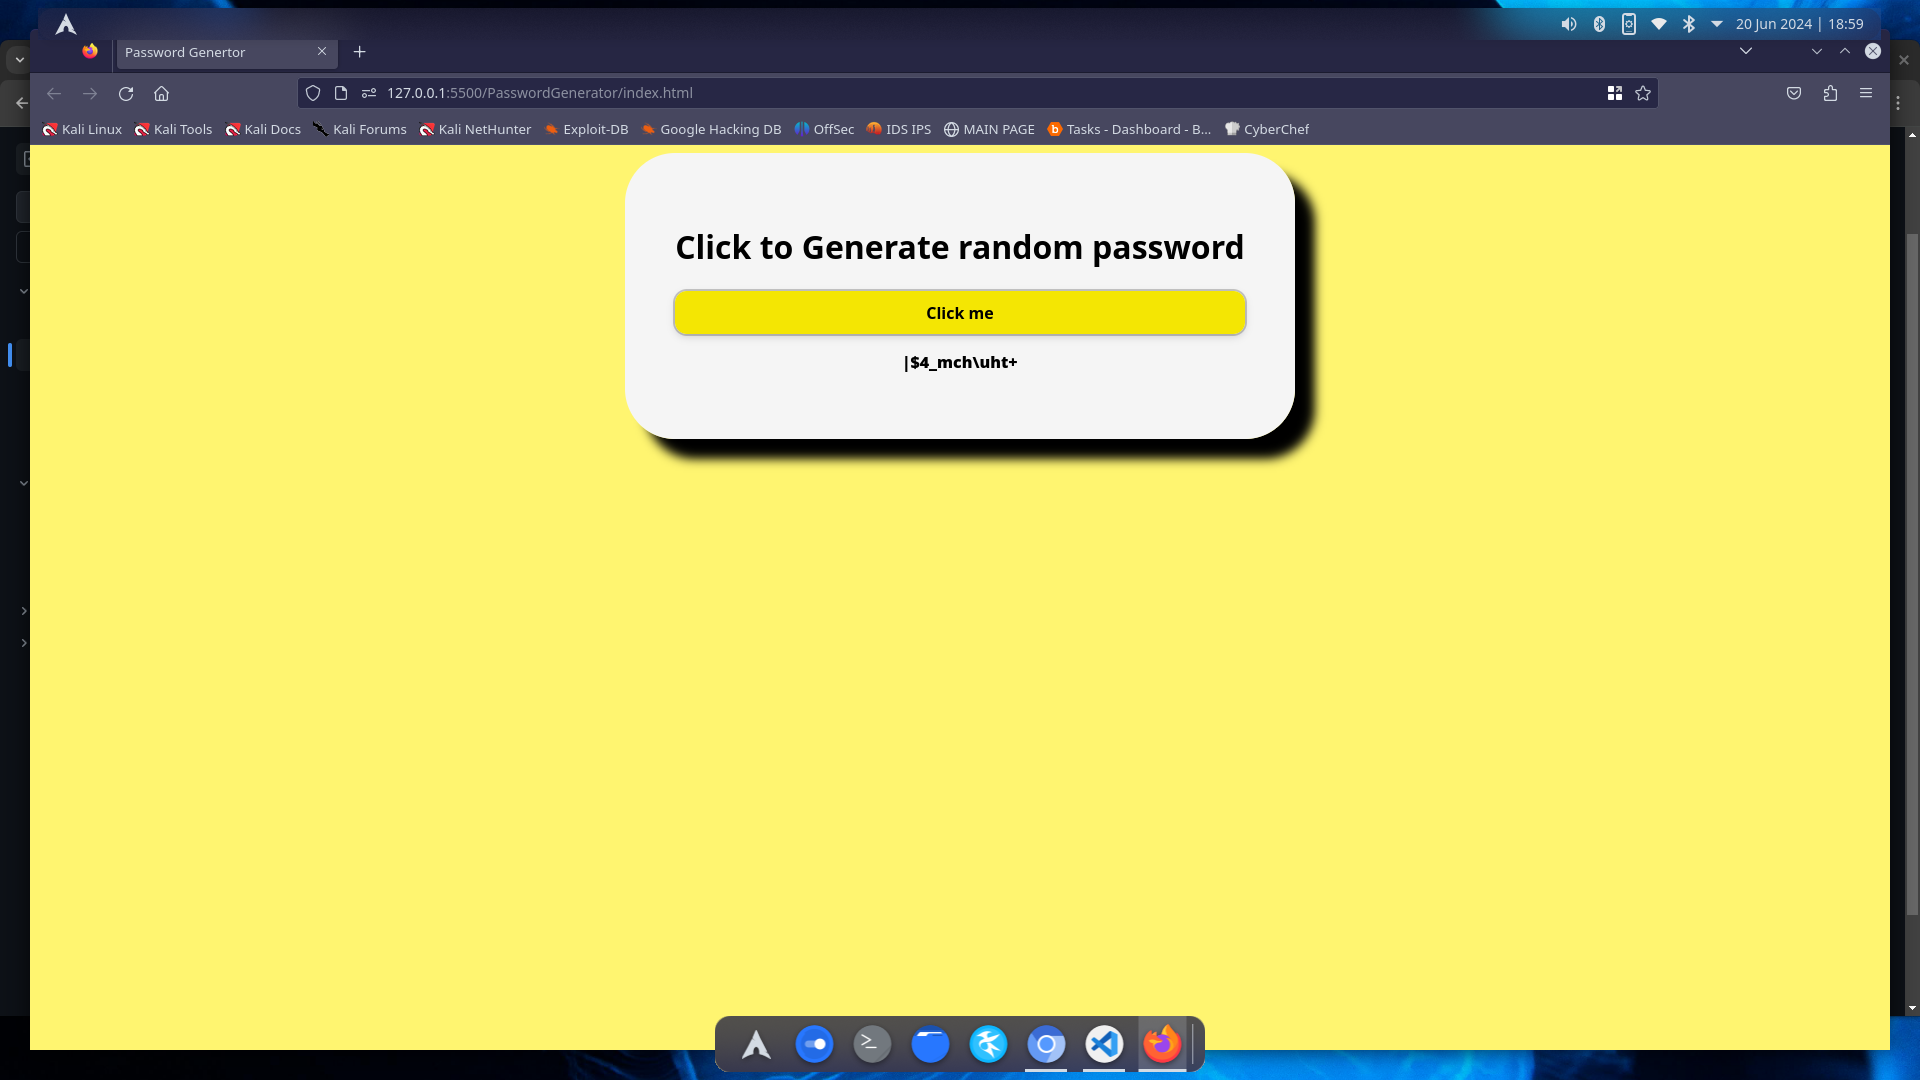 20 Jun 2024 | 18:59
Password Genertor
127.0.0.1:5500/PasswordGenerator/index.html
Kali Linux Kali Tools Kali Docs Kali Forums Kali NetHunter Exploit-DB Google Hacking DB OffSec IDS IPS MAIN PAGE Tasks - Dashboard - B... CyberChef
Click to Generate random password
Click me
|$4_mch\uht+